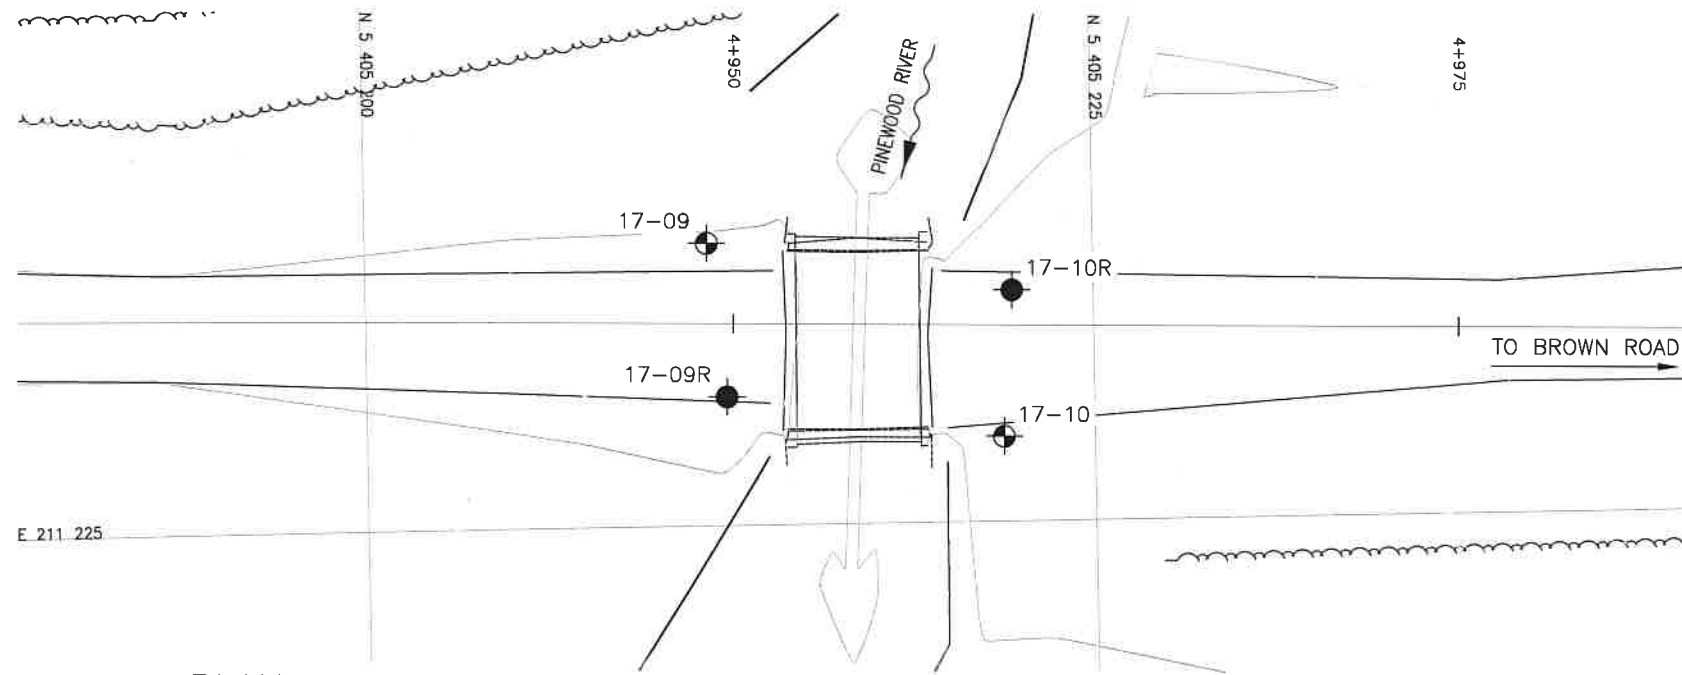 N 5 405 200
4+950
PINEWOOD RIVER
N 5 405 225
4+975
17-09
17-10R
TO BROWN ROAD
17-09R
17-10
E 211 225